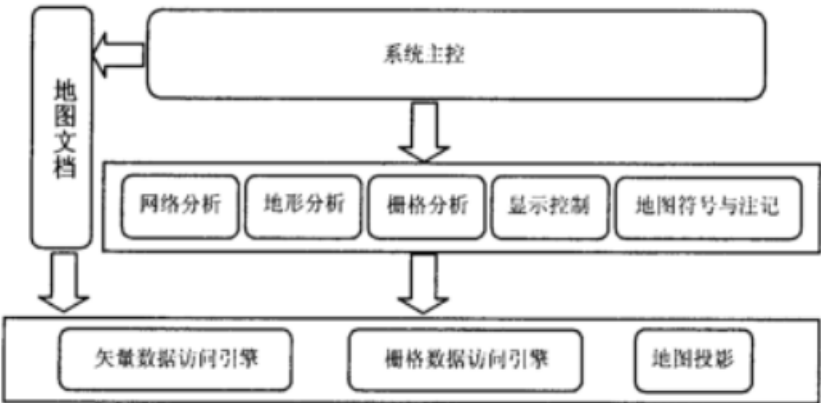 系统主控
地图文档
网络分析
地形分析
栅格分析
显示控制
地图符号与注记
矢量数据访问引擎
栅格数据访问引擎
地图投影